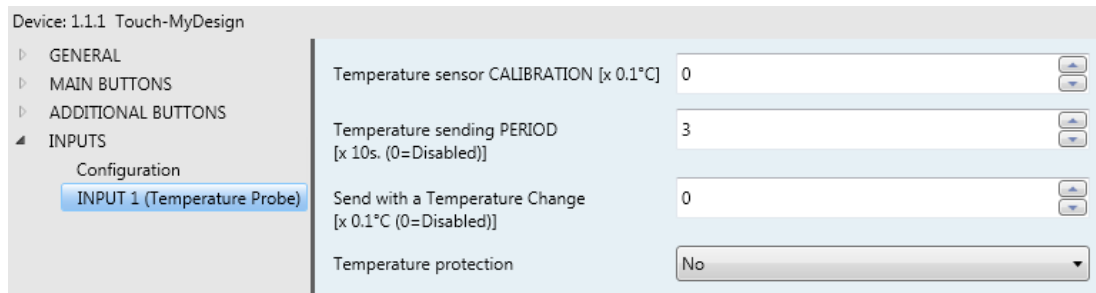 Device: 1.1.1 Touch-MyDesign
GENERAL
MAIN BUTTONS
ADDITIONAL BUTTONS
INPUTS
Configuration
INPUT 1 (Temperature Probe)
Temperature sensor CALIBRATION [x 0.1°C]
0
Temperature sending PERIOD
[x 10s. (0=Disabled)]
3
Send with a Temperature Change
[x 0.1°C (0=Disabled)]
0
Temperature protection
No